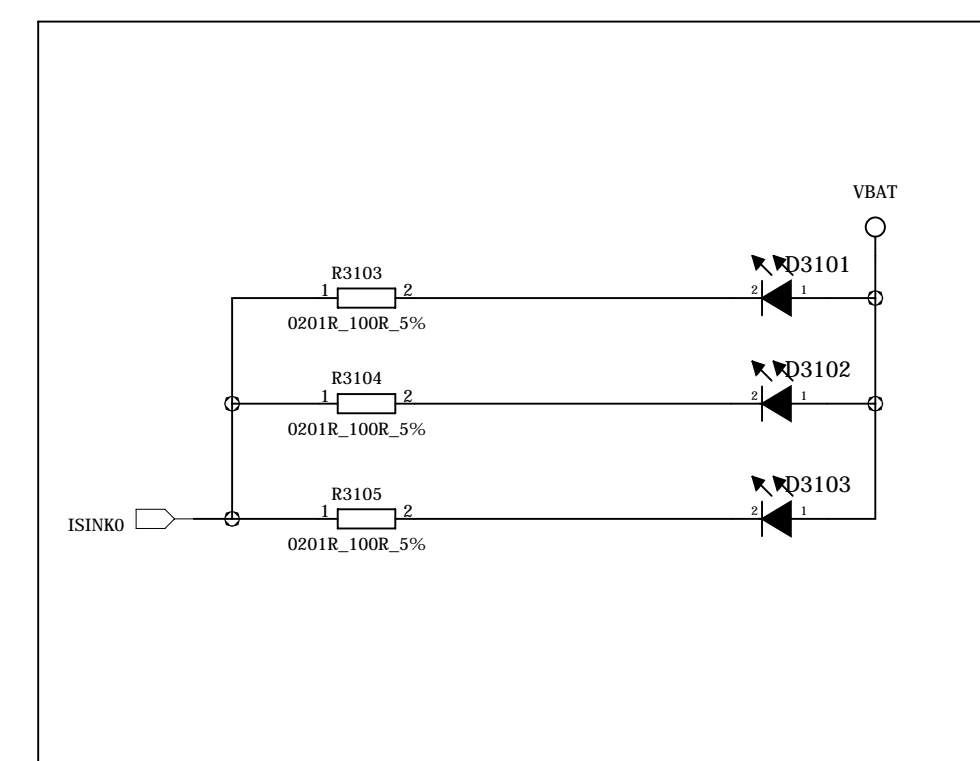 VBAT
R3103
D3101
1 2
2 1
0201R_100R_5%
R3104
D3102
1 2
2 1
0201R_100R_5%
R3105
D3103
1 2
2 1
ISINK0
0201R_100R_5%